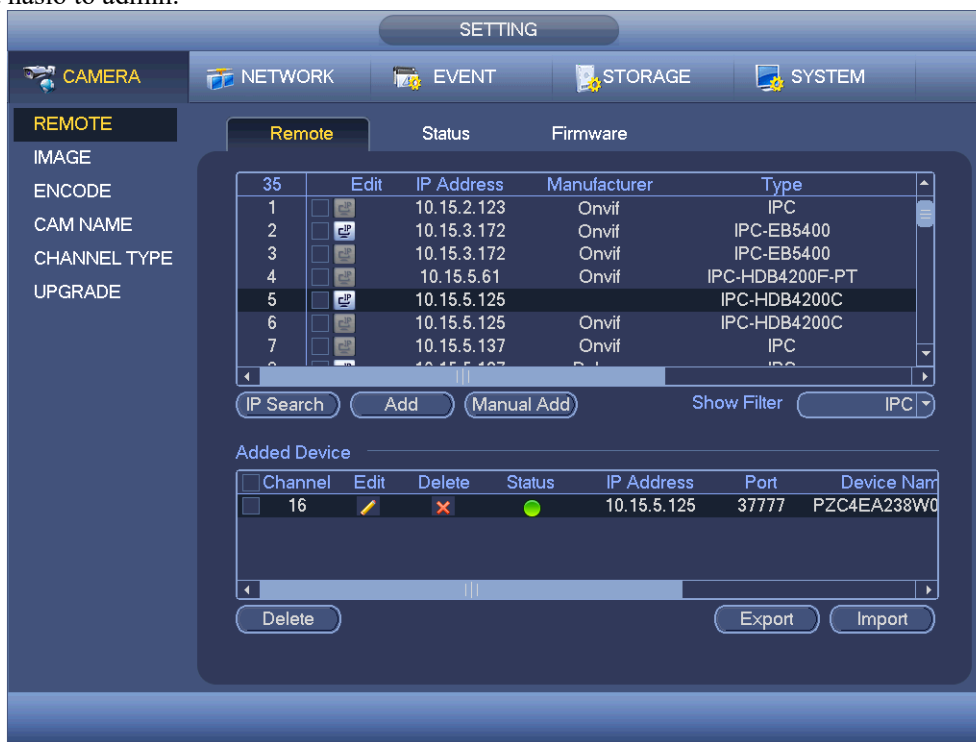 to admin.
SETTING
CAMERA NETWORK EVENT STORAGE SYSTEM
REMOTE
IMAGE
ENCODE
CAM NAME
CHANNEL TYPE
UPGRADE
Remote Status Firmware
35 Edit IP Address Manufacturer Type
1 10.15.2.123 Onvif IPC
2 10.15.3.172 Onvif IPC-EB5400
3 10.15.3.172 Onvif IPC-EB5400
4 10.15.5.61 Onvif IPC-HDB4200F-PT
5 10.15.5.125 IPC-HDB4200C
6 10.15.5.125 Onvif IPC-HDB4200C
7 10.15.5.137 Onvif IPC
IP Search Add Manual Add Show Filter IPC
Added Device
Channel Edit Delete Status IP Address Port Device Nam
16 10.15.5.125 37777 PZC4EA238W0
Delete Export Import